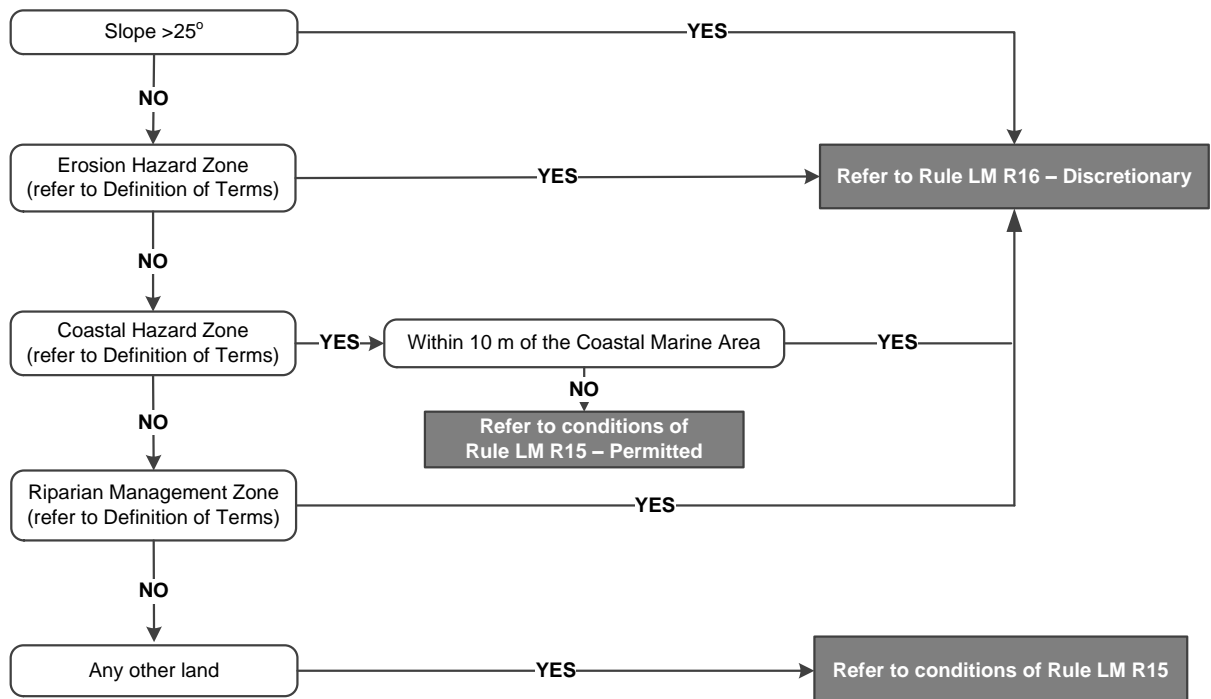 Slope >25°
YES
NO
Erosion Hazard Zone
(refer to Definition of Terms)
YES
Refer to Rule LM R16 – Discretionary
NO
Coastal Hazard Zone
(refer to Definition of Terms)
YES
Within 10 m of the Coastal Marine Area
YES
NO
Refer to conditions of
Rule LM R15 – Permitted
NO
Riparian Management Zone
(refer to Definition of Terms)
YES
NO
Any other land
YES
Refer to conditions of Rule LM R15